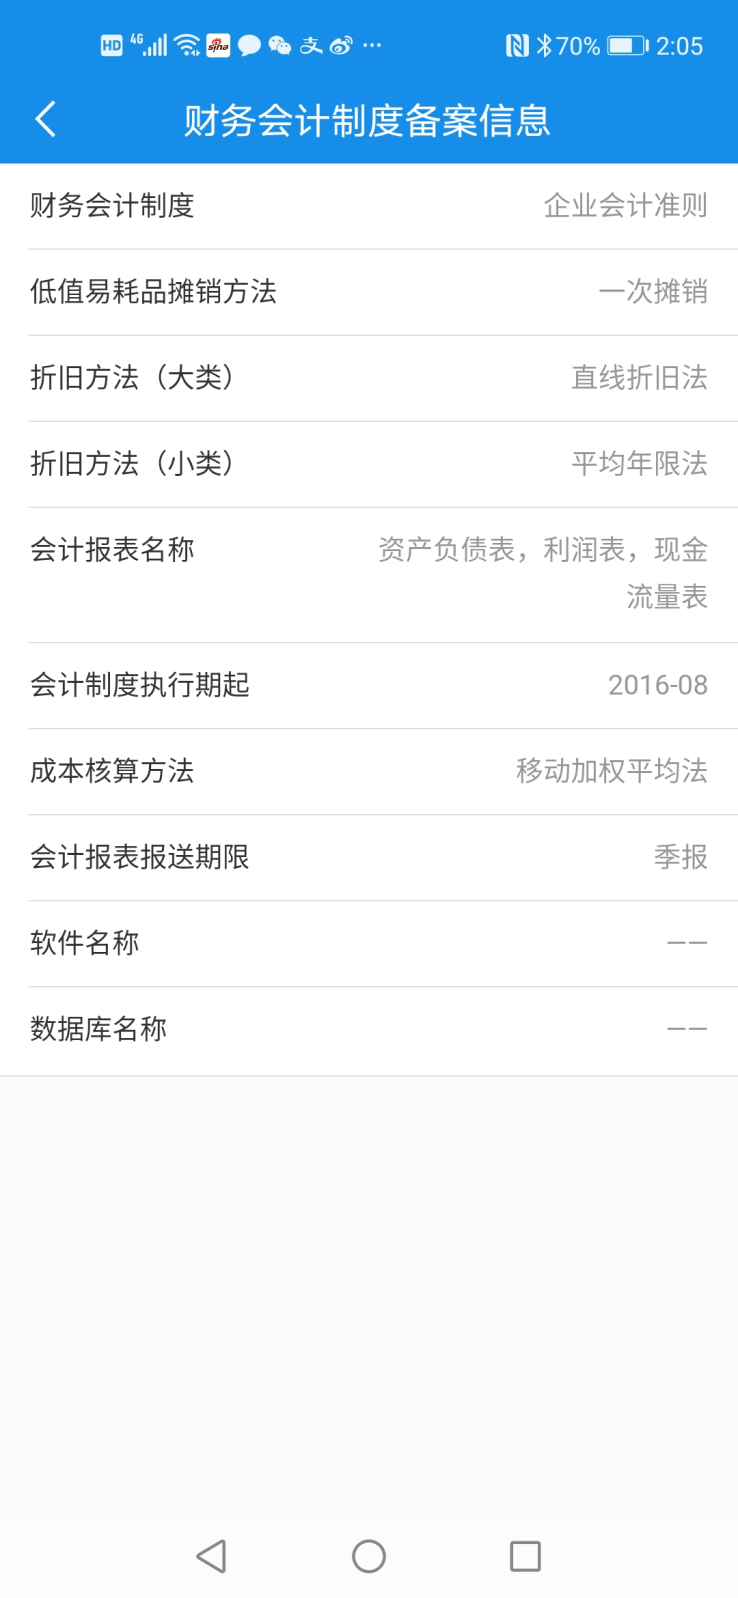 HD 4G sina 支 ··· 70% 2:05
财务会计制度备案信息
财务会计制度 企业会计准则
低值易耗品摊销方法 一次摊销
折旧方法（大类） 直线折旧法
折旧方法（小类） 平均年限法
会计报表名称 资产负债表，利润表，现金
流量表
会计制度执行期起 2016-08
成本核算方法 移动加权平均法
会计报表报送期限 季报
软件名称 ——
数据库名称 ——